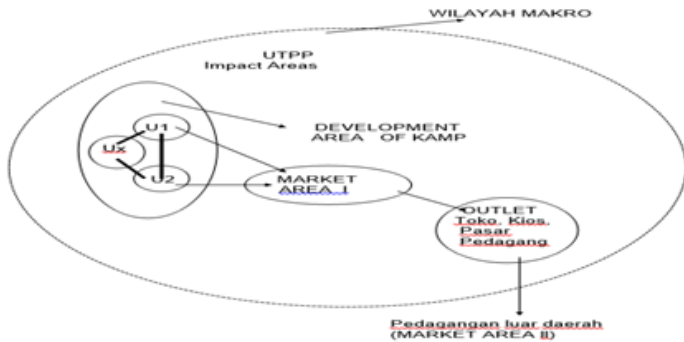 WILAYAH MAKRO
UTPP
Impact Areas
U1
DEVELOPMENT
AREA OF KAMP
Ux
U2
MARKET
AREA I
OUTLET
Toko, Kios,
Pasar
Pedagang
Pedagangan luar daerah
(MARKET AREA II)